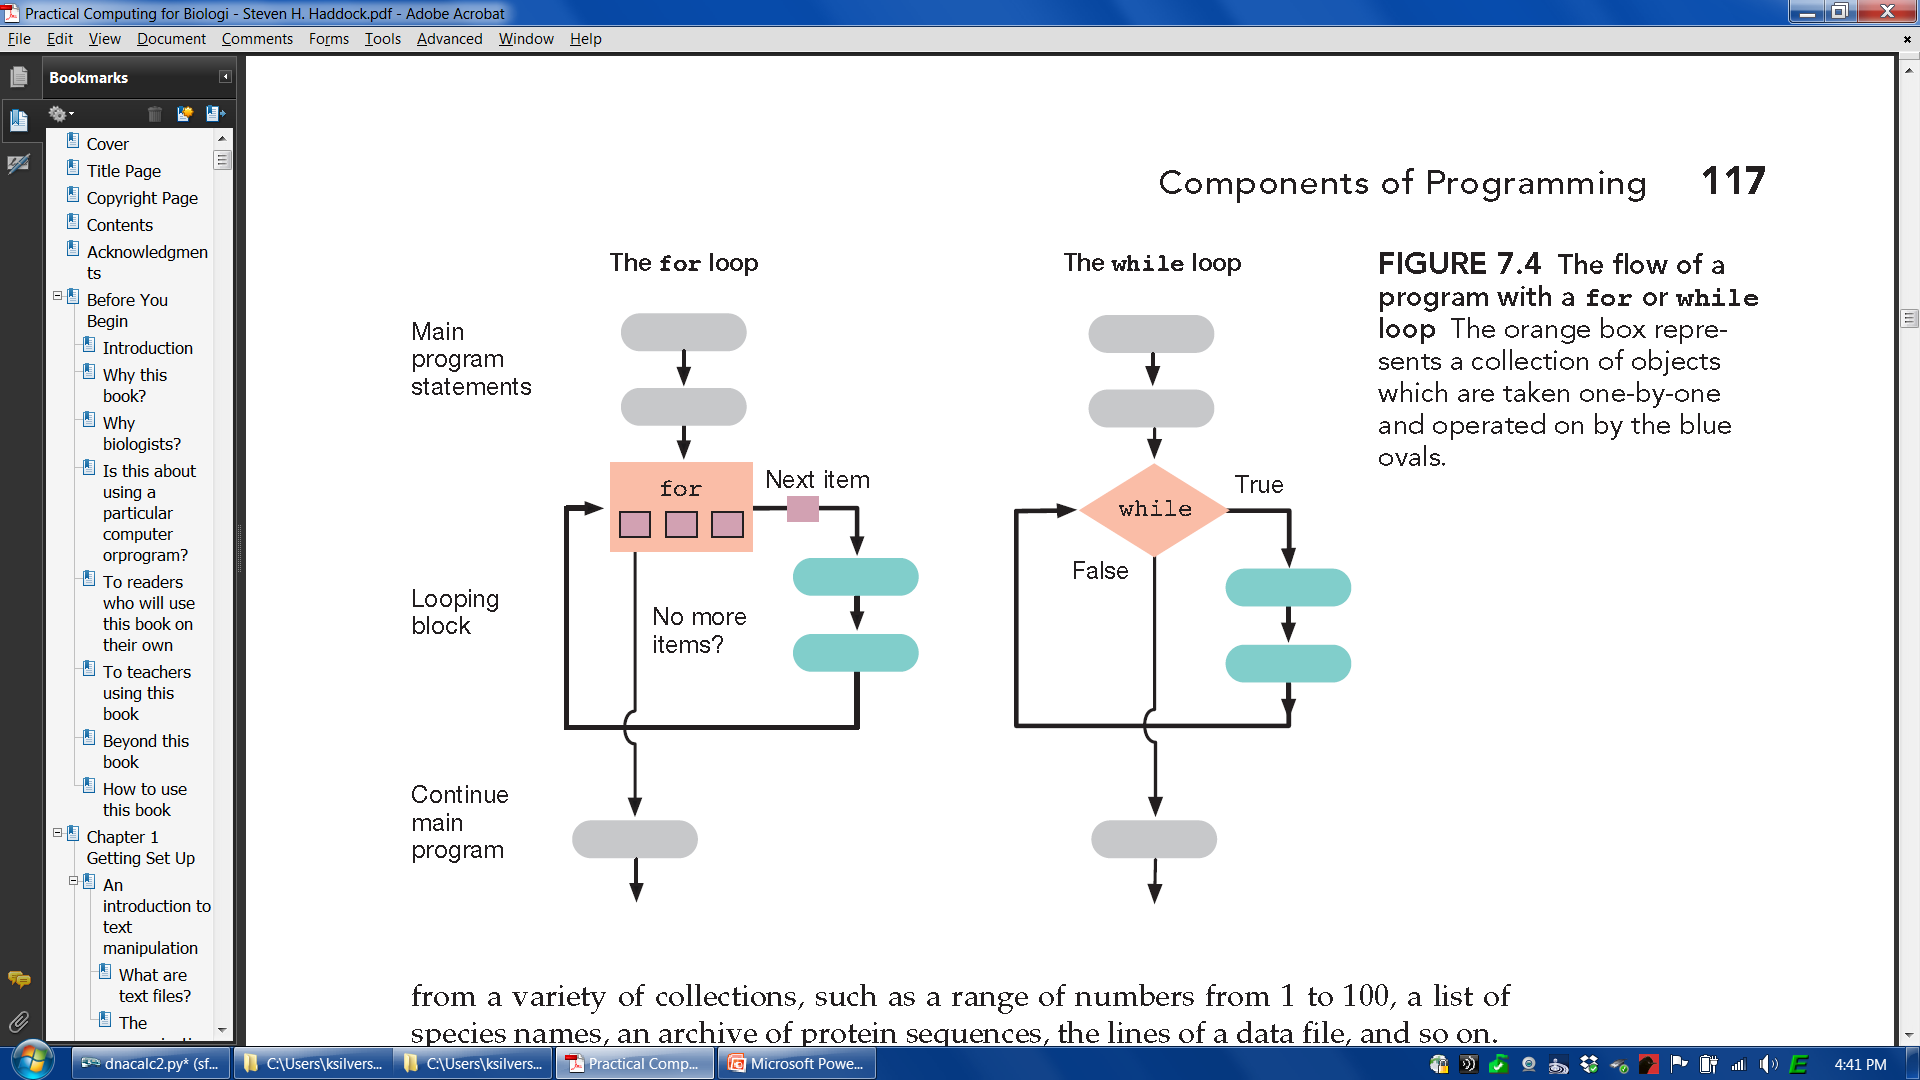 Practical Computing for Biologi - Steven H. Haddock.pdf - Adobe Acrobat
File Edit View Document Comments Forms Tools Advanced Window Help
Bookmarks
Cover
Title Page
Copyright Page
Contents
Acknowledgmen
ts
Before You
Begin
Introduction
Why this
book?
Why
biologists?
Is this about
using a
particular
computer
orprogram?
To readers
who will use
this book on
their own
To teachers
using this
book
Beyond this
book
How to use
this book
Chapter 1
Getting Set Up
An
introduction to
text
manipulation
What are
text files?
The
Components of Programming 117
The for loop
Main
program
statements
for
Next item
Looping
block
No more
items?
Continue
main
program
The while loop
while
True
False
FIGURE 7.4 The flow of a
program with a for or while
loop The orange box repre-
sents a collection of objects
which are taken one-by-one
and operated on by the blue
ovals.
from a variety of collections, such as a range of numbers from 1 to 100, a list of
species names, an archive of protein sequences, the lines of a data file, and so on.
dnacalc2.py* (sf... C:\Users\ksilvers... C:\Users\ksilvers... Practical Comp... Microsoft Powe... 4:41 PM